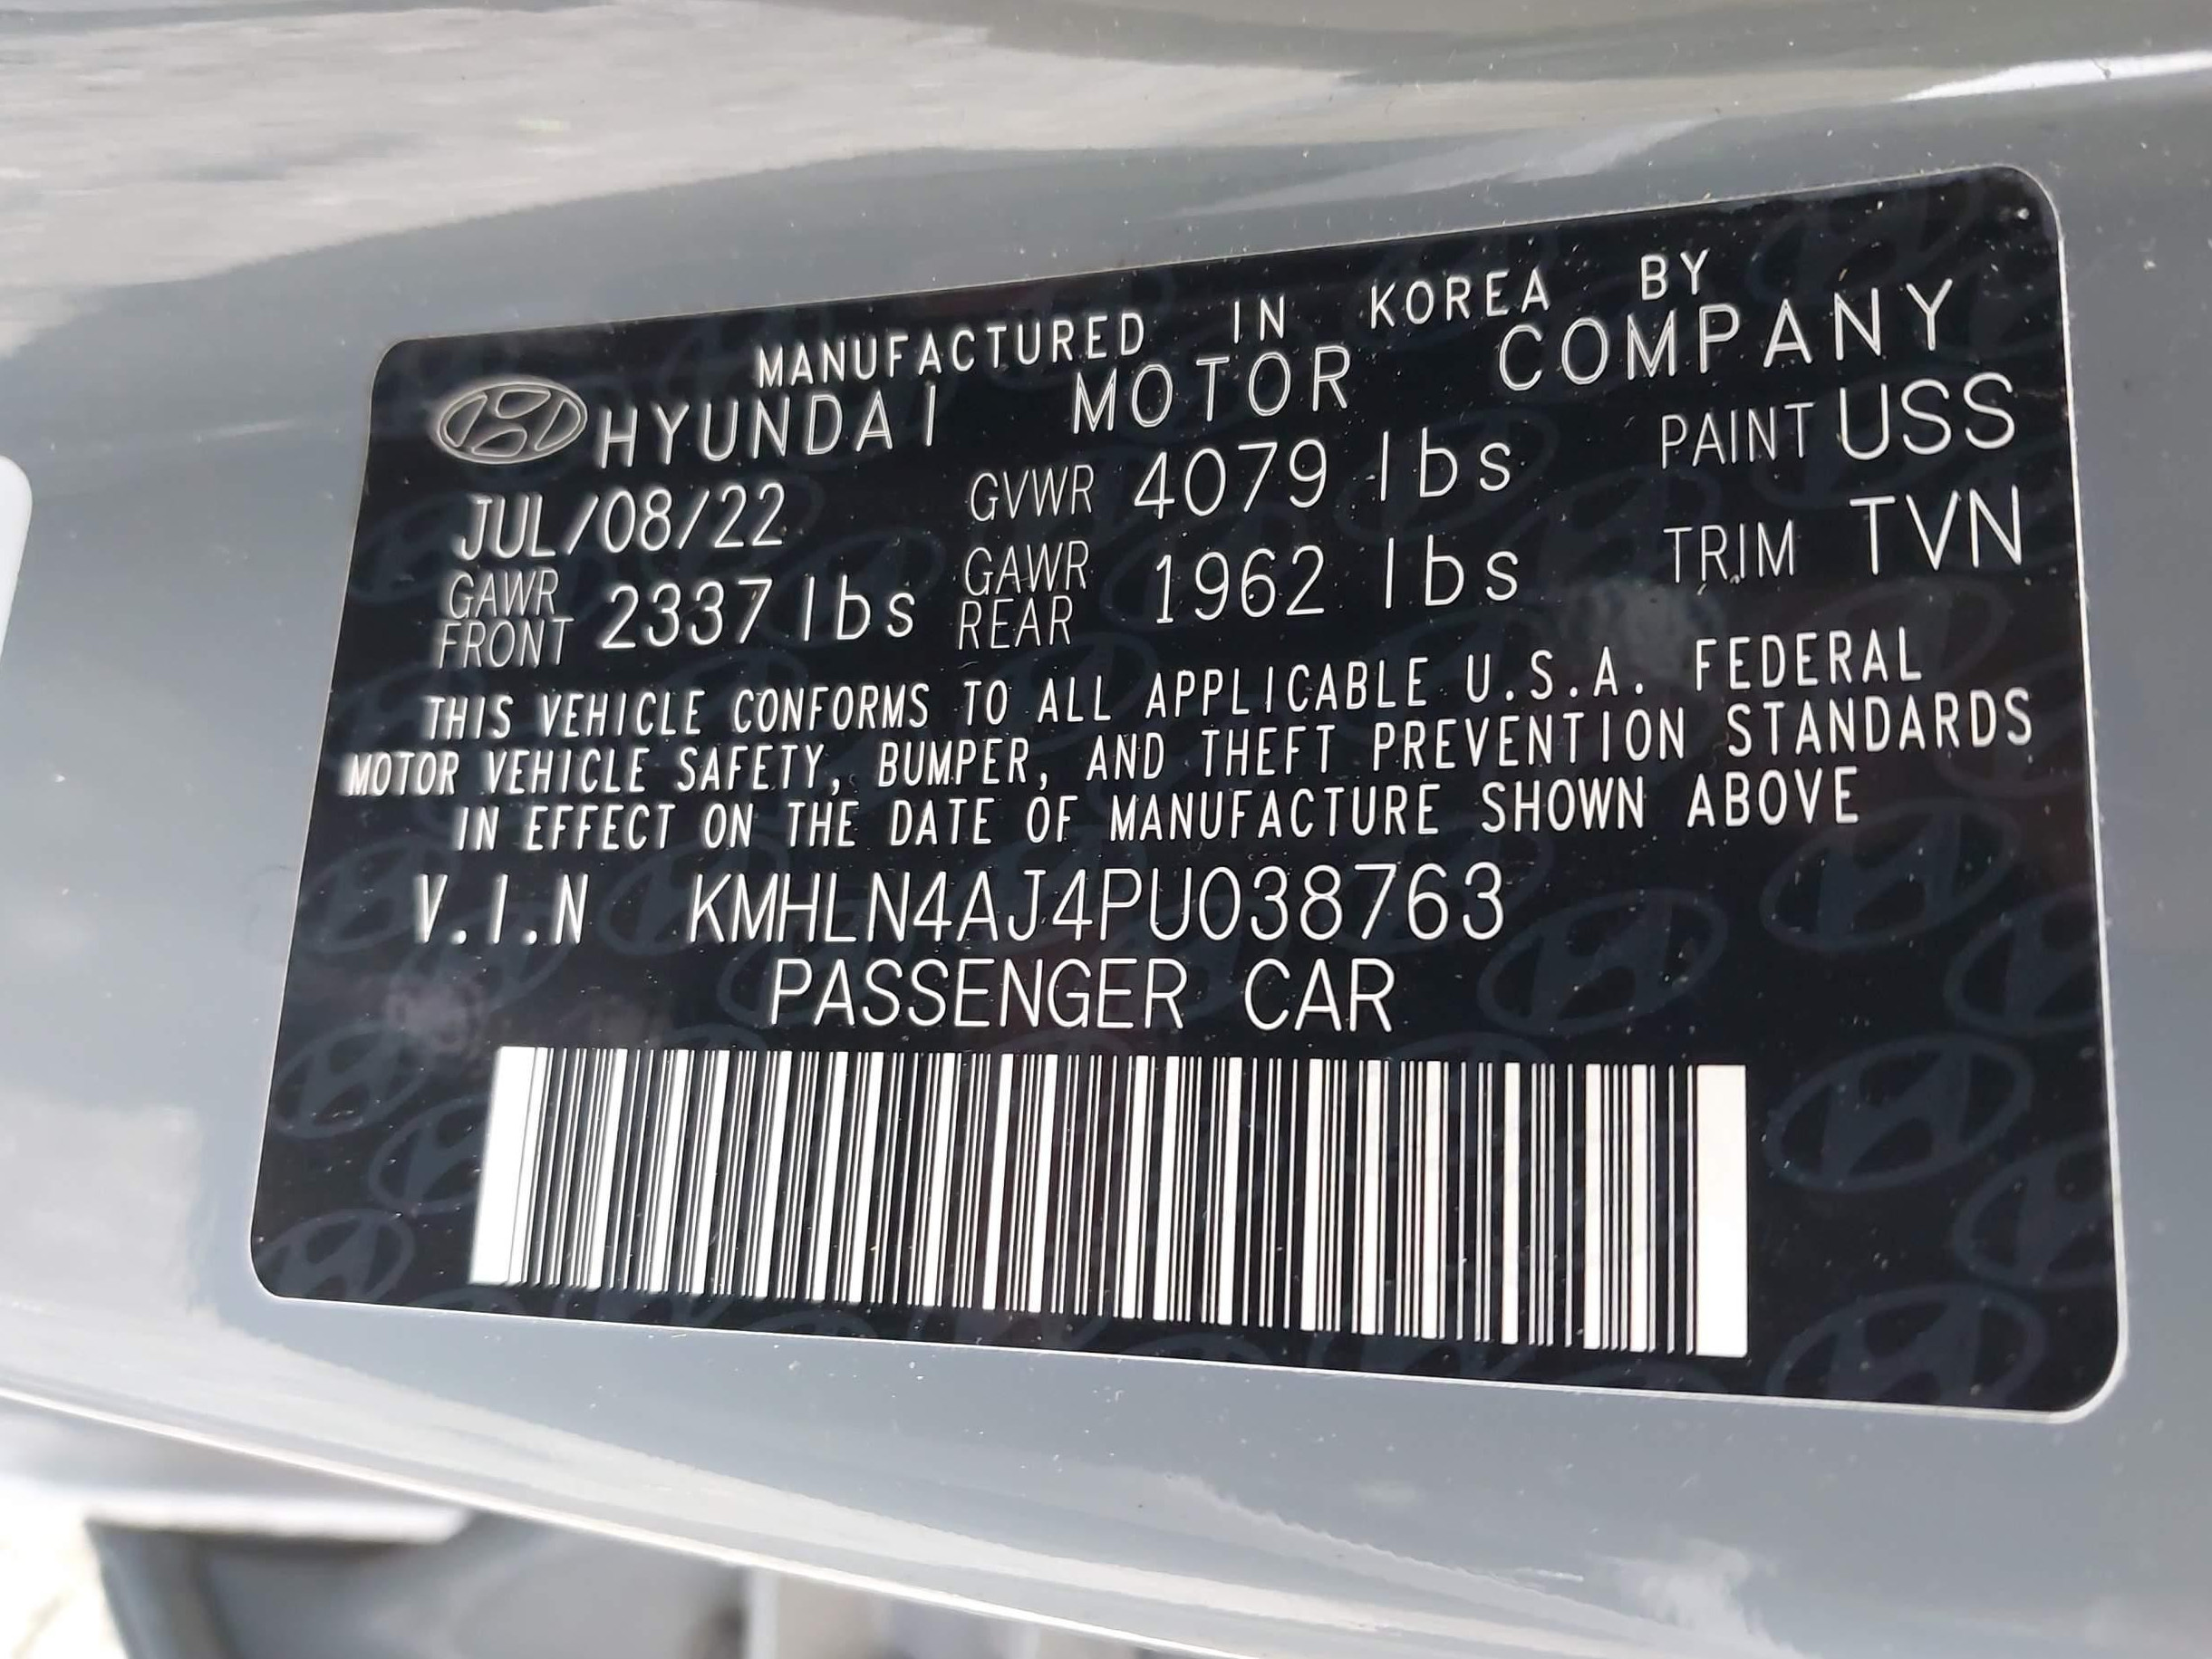 MANUFACTURED IN KOREA BY
HYUNDAI MOTOR COMPANY
JUL/08/22 GVWR 4079 lbs PAINT USS
GAWR FRONT 2337 lbs GAWR REAR 1962 lbs TRIM TVN
THIS VEHICLE CONFORMS TO ALL APPLICABLE U.S.A. FEDERAL
MOTOR VEHICLE SAFETY, BUMPER, AND THEFT PREVENTION STANDARDS
IN EFFECT ON THE DATE OF MANUFACTURE SHOWN ABOVE
V.I.N KMHLN4AJ4PU038763
PASSENGER CAR